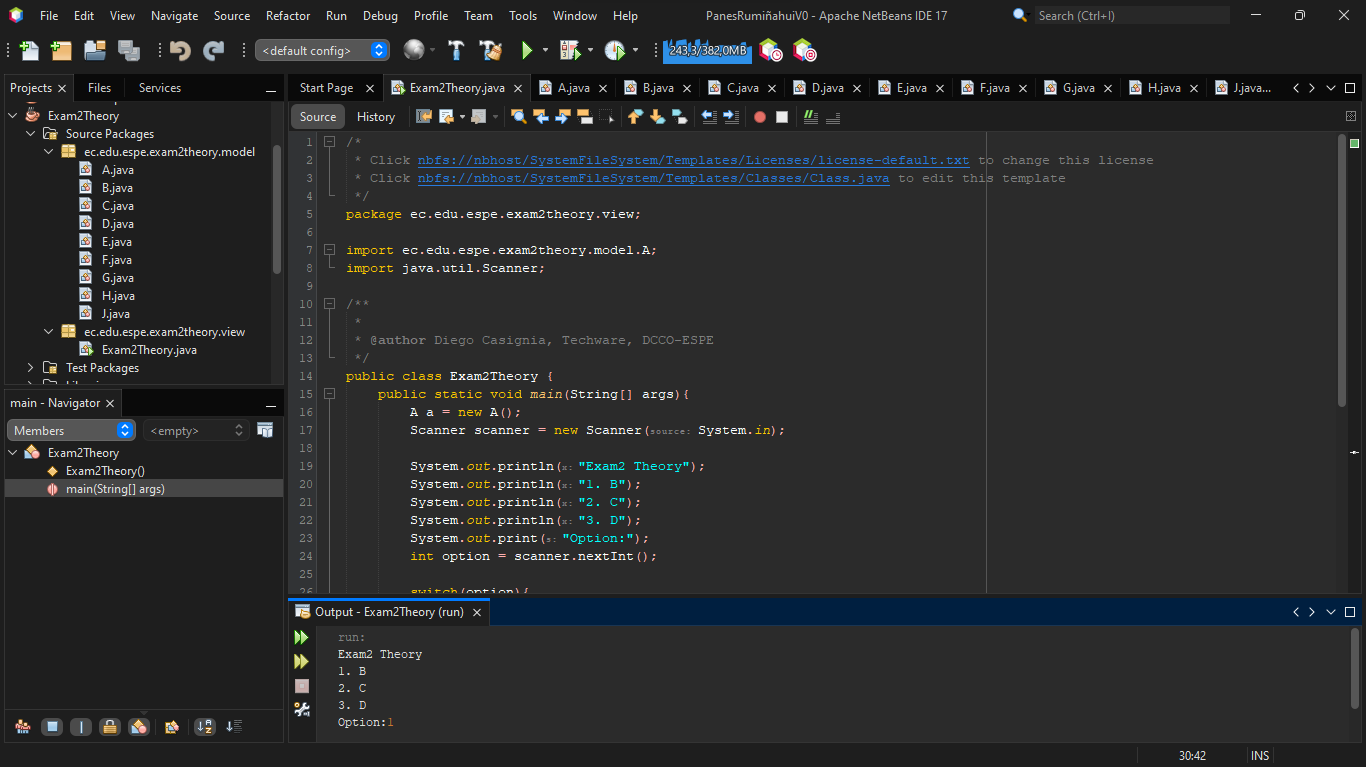 File Edit View Navigate Source Refactor Run Debug Profile Team Tools Window Help PanesRumiñahuiV0 - Apache NetBeans IDE 17 Search (Ctrl+I)
<default config> 243,3/382,0MB
Projects Files Services
Exam2Theory
Source Packages
ec.edu.espe.exam2theory.model
A.java
B.java
C.java
D.java
E.java
F.java
G.java
H.java
J.java
ec.edu.espe.exam2theory.view
Exam2Theory.java
Test Packages
main - Navigator
Members <empty>
Exam2Theory
Exam2Theory()
main(String[] args)
Start Page Exam2Theory.java A.java B.java C.java D.java E.java F.java G.java H.java J.java...
Source History
1 /*
2 * Click nbfs://nbhost/SystemFileSystem/Templates/Licenses/license-default.txt to change this license
3 * Click nbfs://nbhost/SystemFileSystem/Templates/Classes/Class.java to edit this template
4 */
5 package ec.edu.espe.exam2theory.view;
6
7 import ec.edu.espe.exam2theory.model.A;
8 import java.util.Scanner;
9
10 /**
11 *
12 * @author Diego Casignia, Techware, DCCO-ESPE
13 */
14 public class Exam2Theory {
15 public static void main(String[] args){
16 A a = new A();
17 Scanner scanner = new Scanner(source: System.in);
18
19 System.out.println(x: "Exam2 Theory");
20 System.out.println(x: "1. B");
21 System.out.println(x: "2. C");
22 System.out.println(x: "3. D");
23 System.out.print(s: "Option:");
24 int option = scanner.nextInt();
25
26 switch(option){
Output - Exam2Theory (run)
run:
Exam2 Theory
1. B
2. C
3. D
Option:1
30:42 INS